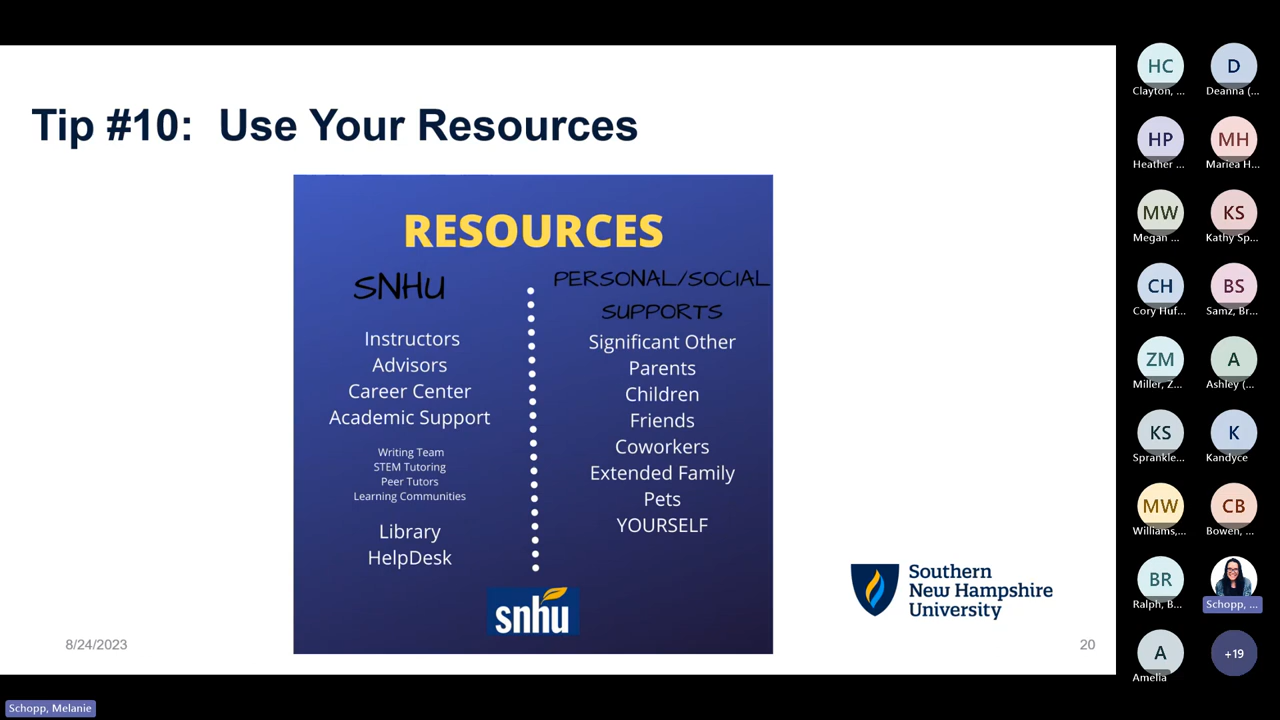 Tip #10: Use Your Resources
RESOURCES
SNHU
Instructors
Advisors
Career Center
Academic Support
Writing Team
STEM Tutoring
Peer Tutors
Learning Communities
Library
HelpDesk
PERSONAL/SOCIAL
SUPPORTS
Significant Other
Parents
Children
Friends
Coworkers
Extended Family
Pets
YOURSELF
snhu
Southern
New Hampshire
University
8/24/2023
20
HC
Clayton, ...
D
Deanna (...
HP
Heather ...
MH
Mariea H...
MW
Megan ...
KS
Kathy Sp...
CH
Cory Huf...
BS
Samz, Br...
ZM
Miller, Z...
A
Ashley (...
KS
Sprankle...
K
Kandyce
MW
Williams,...
CB
Bowen, ...
BR
Ralph, B...
Schopp, ...
A
Amelia
+19
Schopp, Melanie